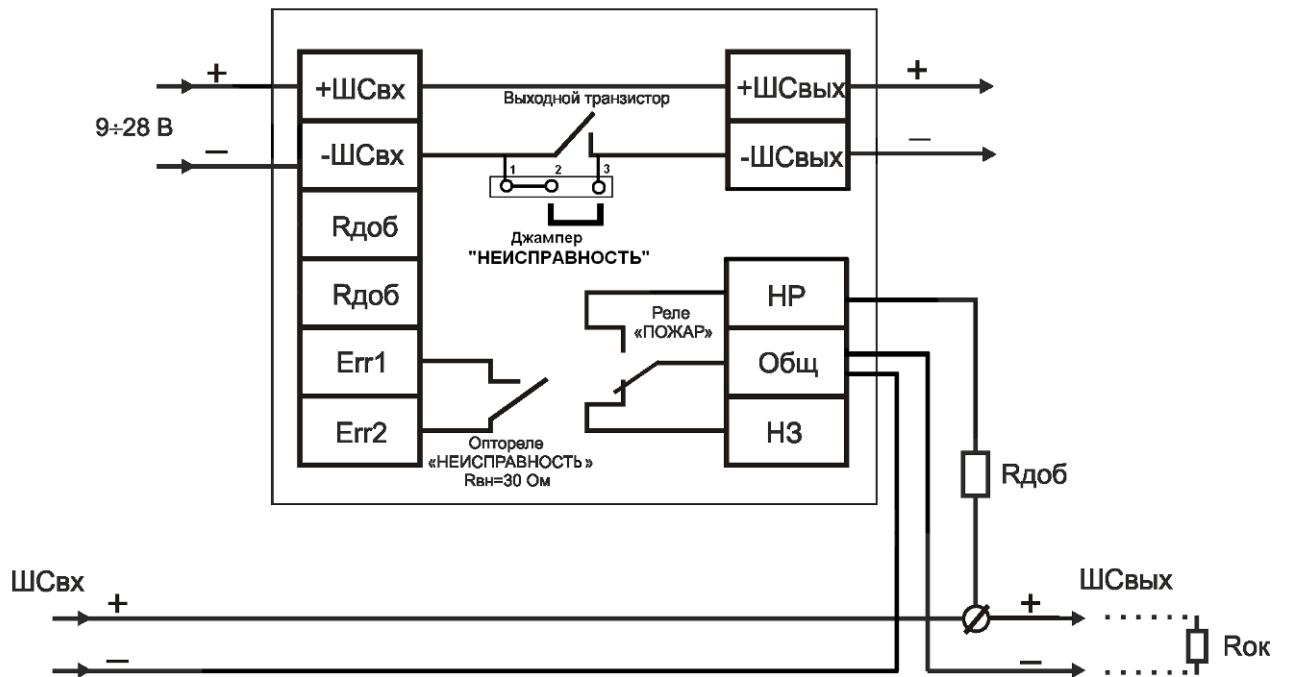 +
+ШСвх
+ШСвых
+
Выходной транзистор
9÷28 В
–
-ШСвх
-ШСвых
–
1 2 3
Rдоб
Джампер
"НЕИСПРАВНОСТЬ"
Rдоб
НР
Реле
«ПОЖАР»
Err1
Общ
Err2
НЗ
Оптореле
«НЕИСПРАВНОСТЬ»
Rвн=30 Ом
Rдоб
ШСвх
ШСвых
+
+
–
–
Rок